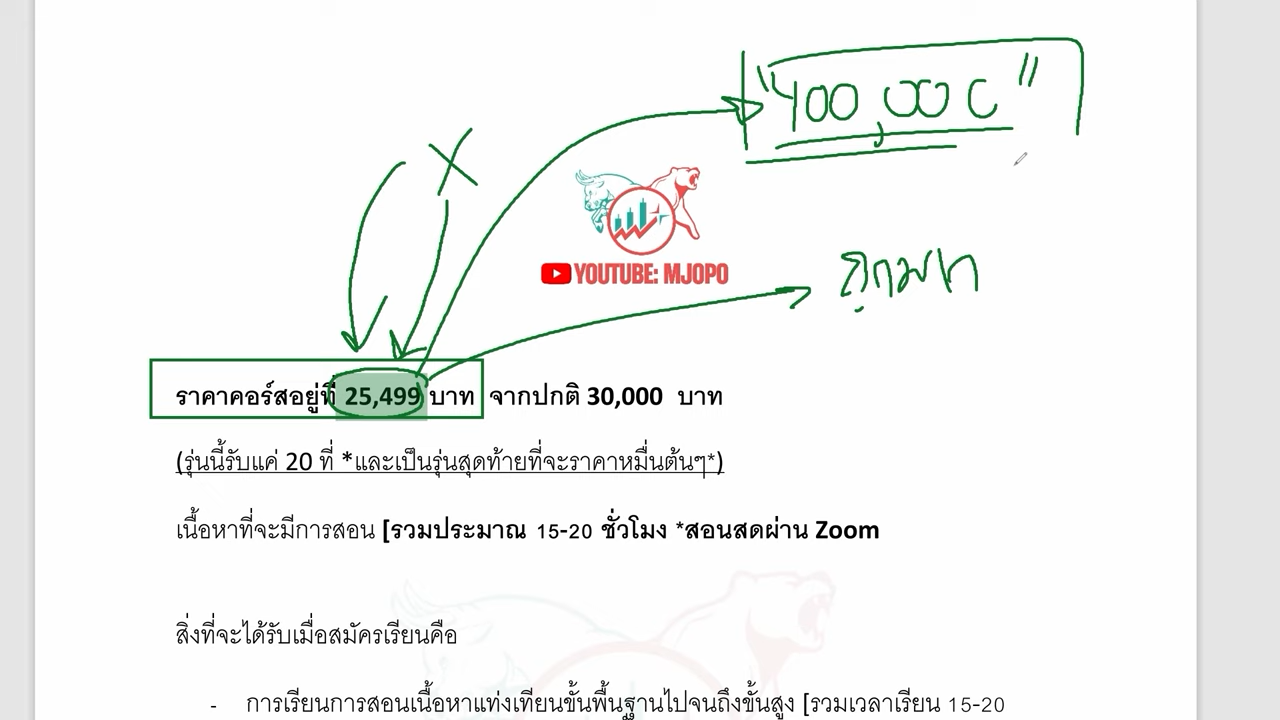 "400,000"
X
YOUTUBE: MJOPO
ถูกมาก
ราคาคอร์สอยู่ที่ 25,499 บาท จากปกติ 30,000 บาท
(รุ่นนี้รับแค่ 20 ที่ *และเป็นรุ่นสุดท้ายที่จะราคาหมื่นต้นๆ*)
เนื้อหาที่จะมีการสอน [รวมประมาณ 15-20 ชั่วโมง *สอนสดผ่าน Zoom
สิ่งที่จะได้รับเมื่อสมัครเรียนคือ
- การเรียนการสอนเนื้อหาแท่งเทียนขั้นพื้นฐานไปจนถึงขั้นสูง [รวมเวลาเรียน 15-20